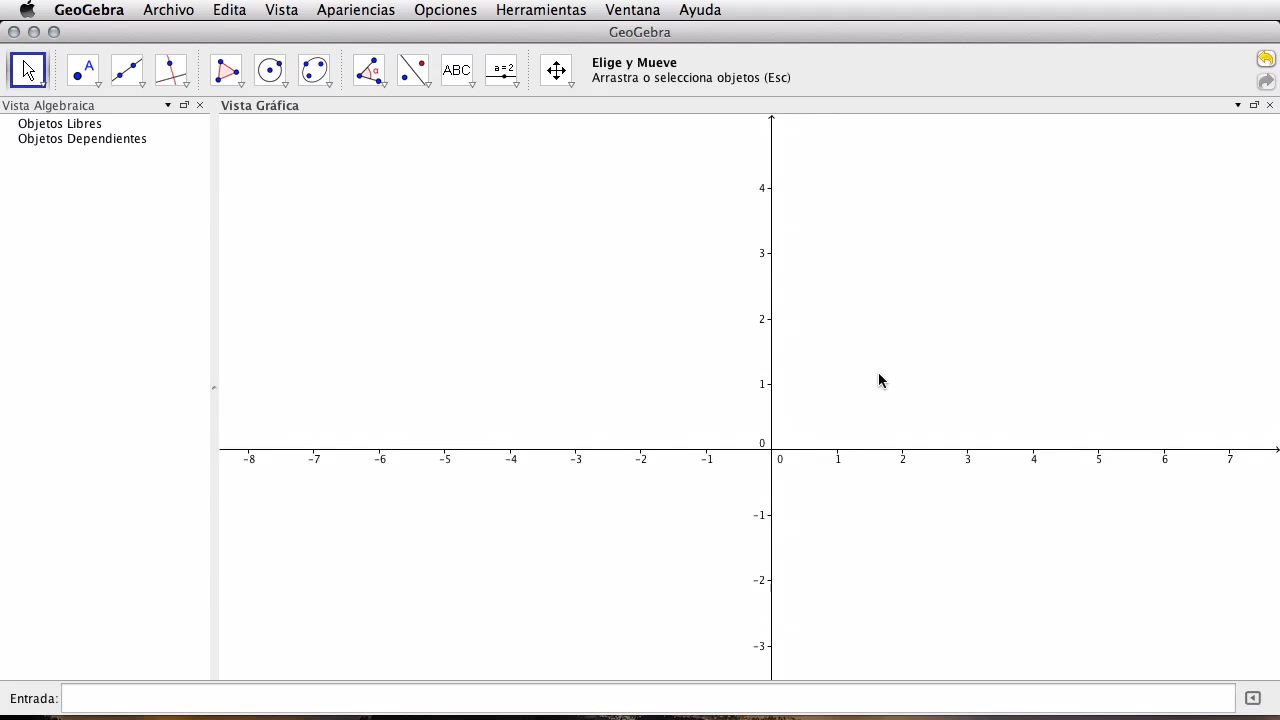 GeoGebra Archivo Edita Vista Apariencias Opciones Herramientas Ventana Ayuda
GeoGebra
A
α
ABC
a=2
Elige y Mueve
Arrastra o selecciona objetos (Esc)
Vista Algebraica
Vista Gráfica
Objetos Libres
Objetos Dependientes
4
3
2
1
0
-8 -7 -6 -5 -4 -3 -2 -1 0 1 2 3 4 5 6 7
-1
-2
-3
Entrada: